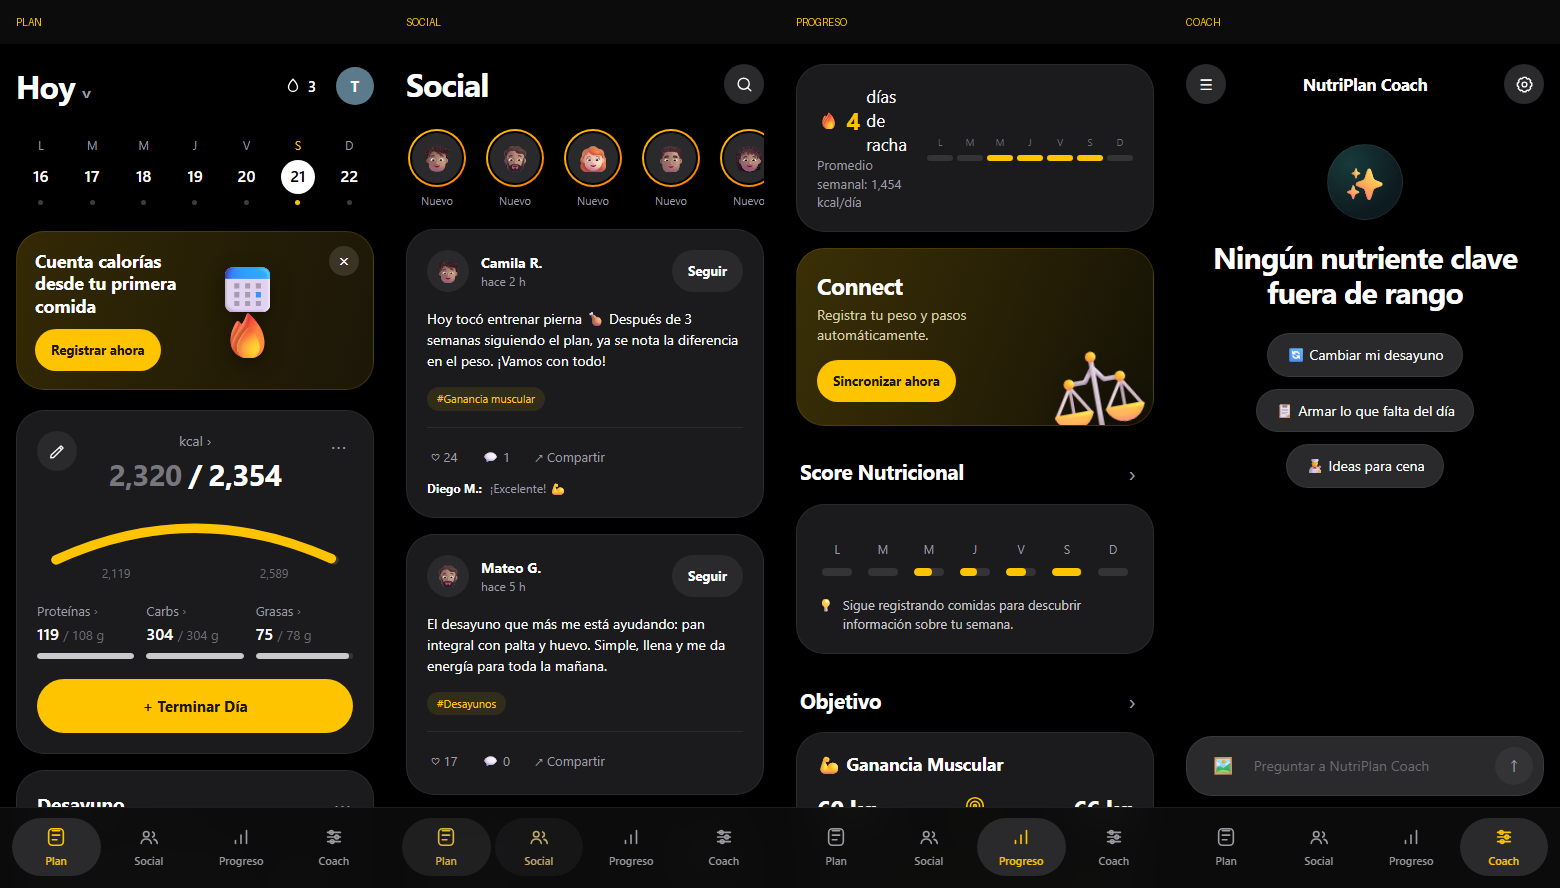 PLAN
Hoy v
3
T
L M M J V S D
16 17 18 19 20 21 22
Cuenta calorías
desde tu primera
comida
Registrar ahora
kcal ›
2,320 / 2,354
2,119 2,589
Proteínas › Carbs › Grasas ›
119 / 108 g 304 / 304 g 75 / 78 g
+ Terminar Día
Desayuno
Plan Social Progreso Coach
SOCIAL
Social
Nuevo Nuevo Nuevo Nuevo Nuevo
Camila R.
hace 2 h
Seguir
Hoy tocó entrenar pierna 🍗 Después de 3
semanas siguiendo el plan, ya se nota la diferencia
en el peso. ¡Vamos con todo!
#Ganancia muscular
♡ 24 💬 1 ↗ Compartir
Diego M.: ¡Excelente! 💪
Mateo G.
hace 5 h
Seguir
El desayuno que más me está ayudando: pan
integral con palta y huevo. Simple, llena y me da
energía para toda la mañana.
#Desayunos
♡ 17 💬 0 ↗ Compartir
Plan Social Progreso Coach
PROGRESO
🔥 4 días
de
racha
L M M J V S D
Promedio
semanal: 1,454
kcal/día
Connect
Registra tu peso y pasos
automáticamente.
Sincronizar ahora
Score Nutricional ›
L M M J V S D
Sigue registrando comidas para descubrir
información sobre tu semana.
Objetivo ›
💪 Ganancia Muscular
Plan Social Progreso Coach
COACH
NutriPlan Coach
Ningún nutriente clave
fuera de rango
Cambiar mi desayuno
Armar lo que falta del día
Ideas para cena
Preguntar a NutriPlan Coach
Plan Social Progreso Coach